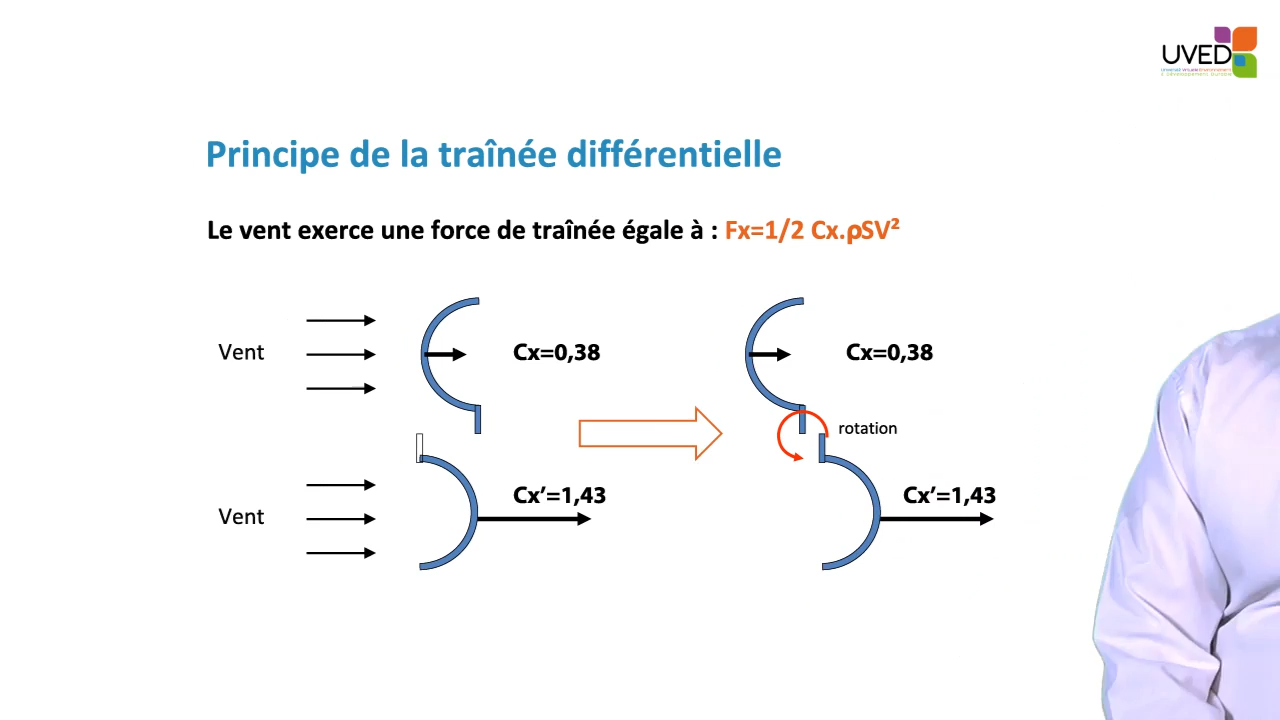 UVED
Principe de la traînée différentielle
Le vent exerce une force de traînée égale à : Fx=1/2 Cx.ρSV²
Vent
Cx=0,38
Cx=0,38
rotation
Vent
Cx’=1,43
Cx’=1,43